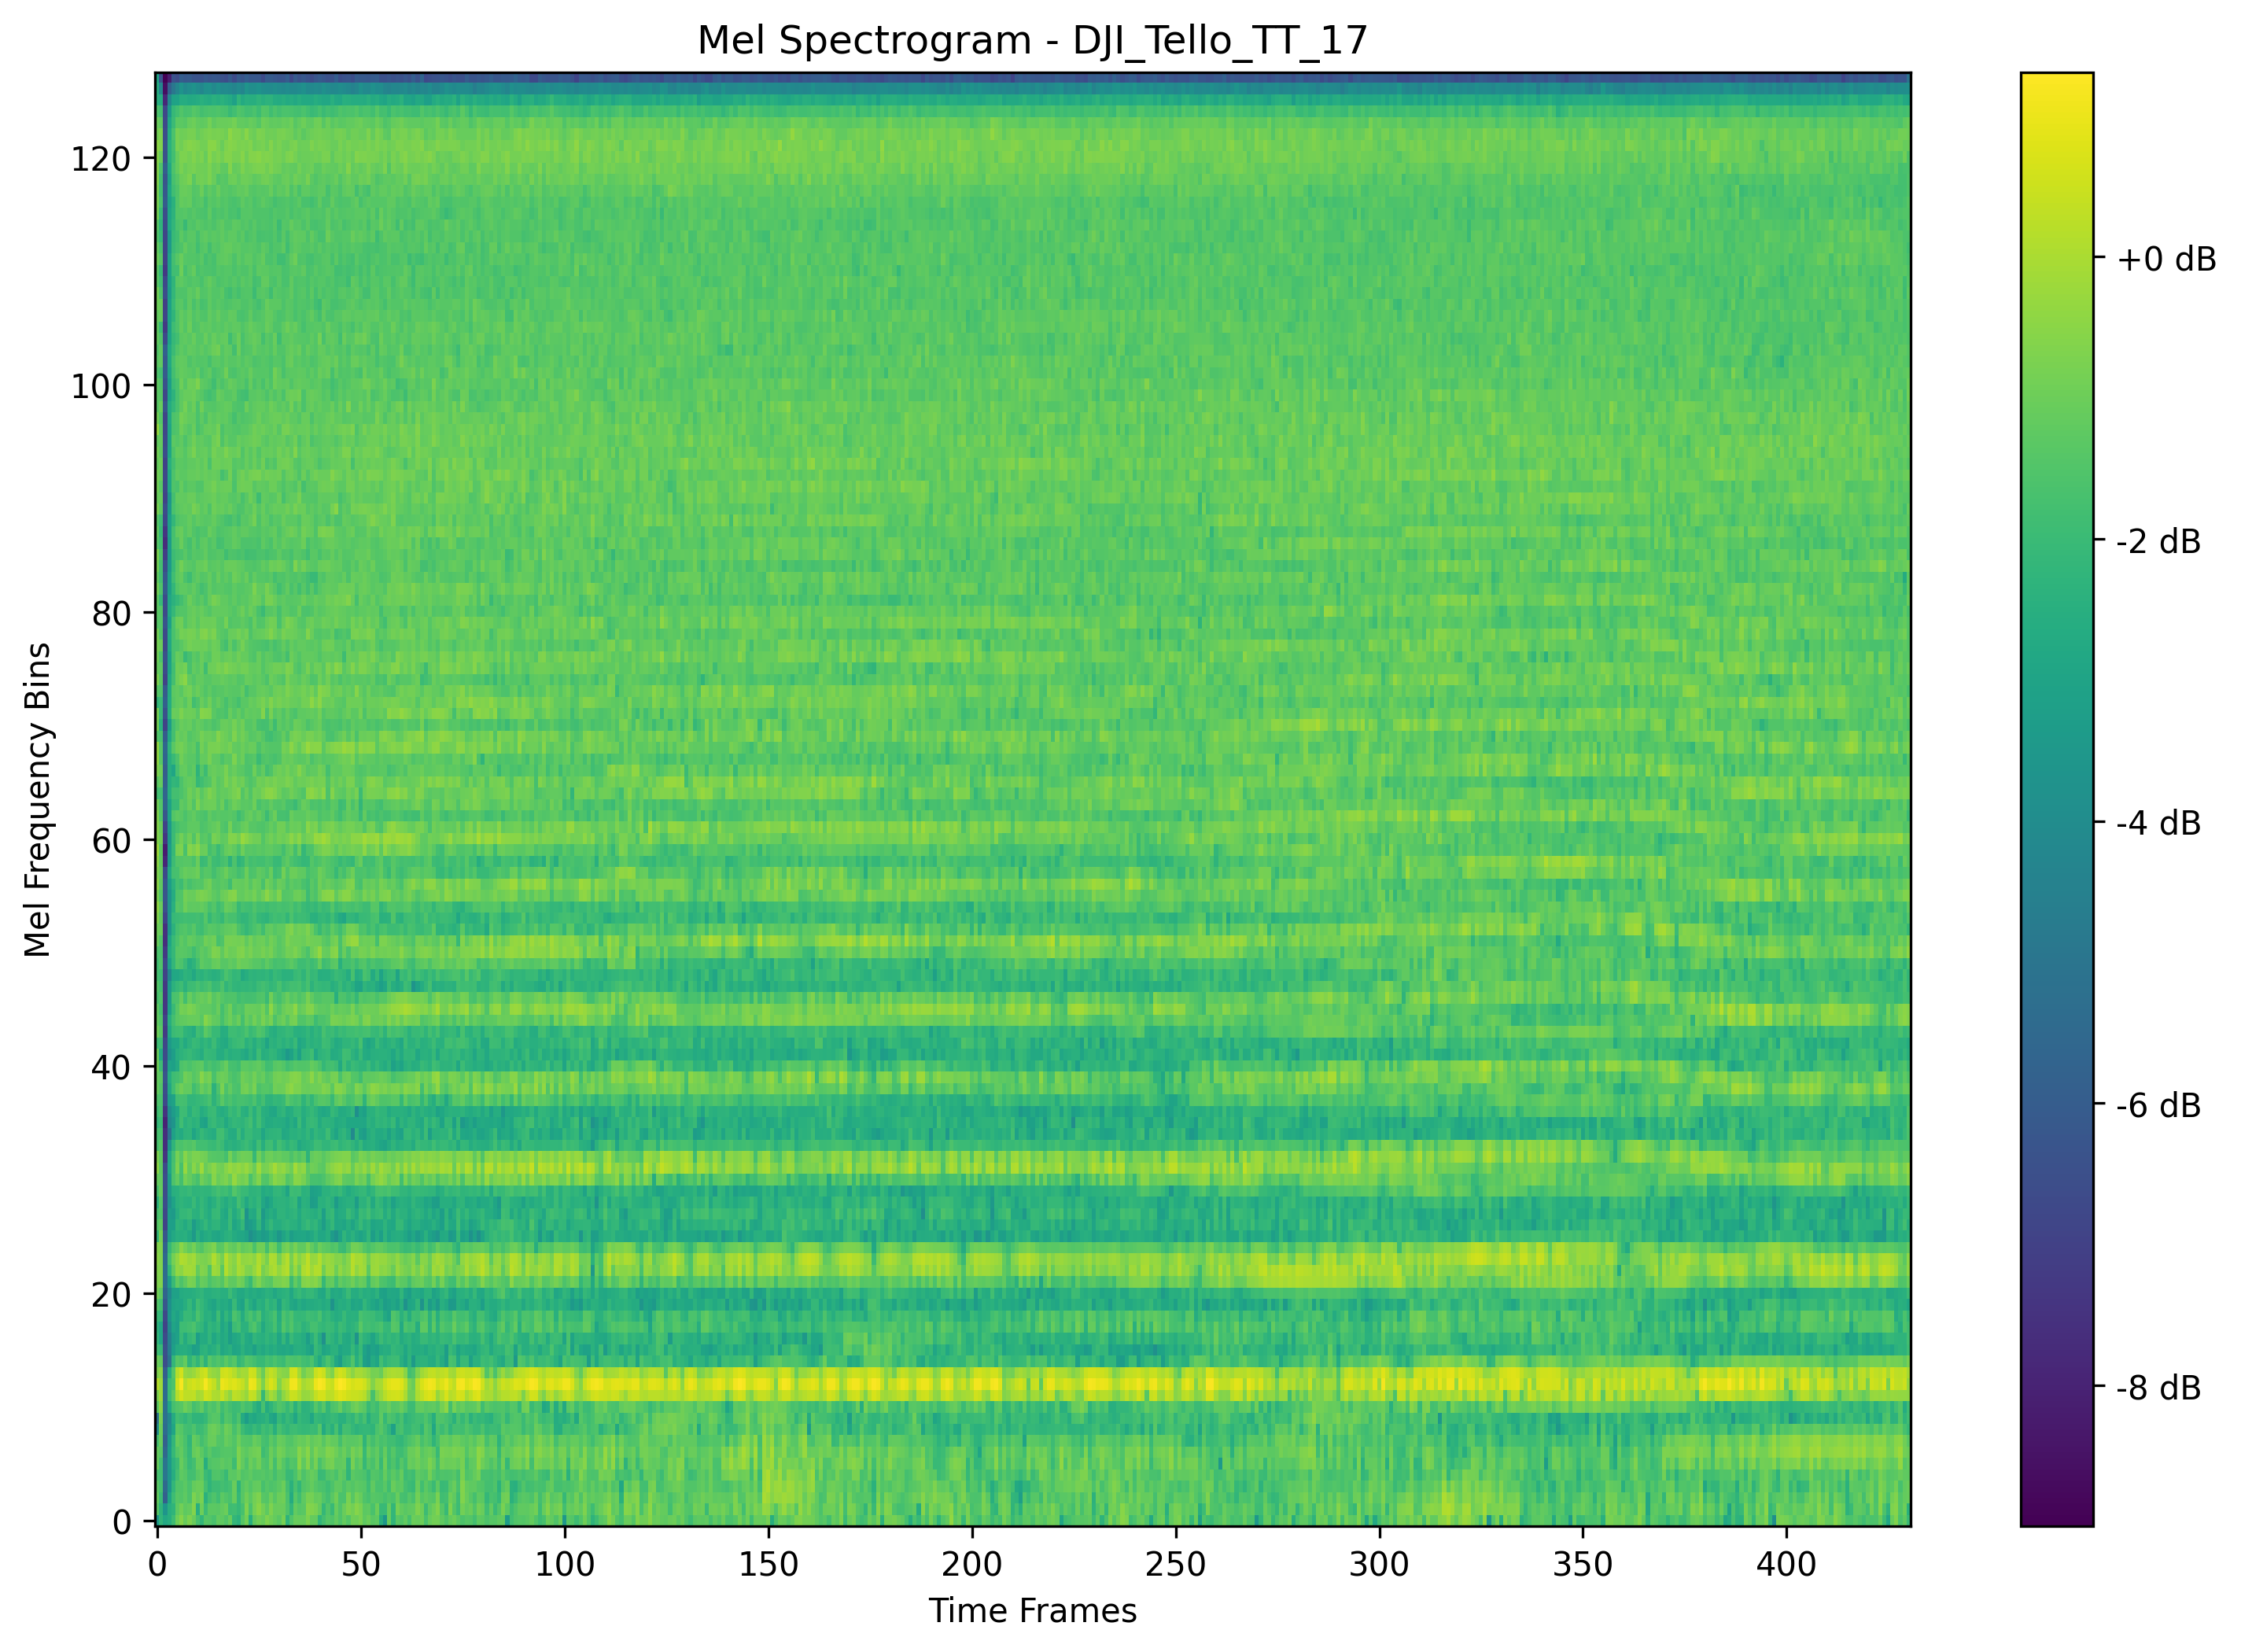 Mel Spectrogram - DJI_Tello_TT_17
120
100
80
60
40
20
0
Mel Frequency Bins
0 50 100 150 200 250 300 350 400
Time Frames
+0 dB
-2 dB
-4 dB
-6 dB
-8 dB